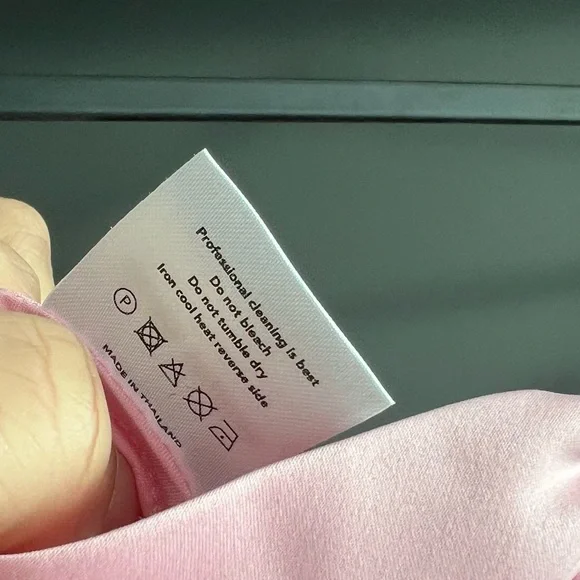 Professional cleaning is best
Do not bleach
Do not tumble dry
Iron cool heat reverse side
P
MADE IN THAILAND